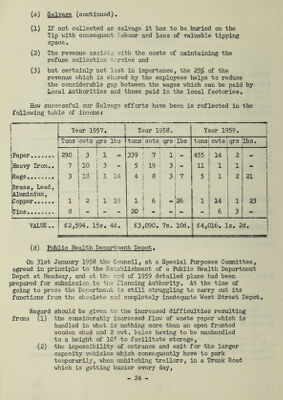 (c) Salvage (continued).
(1) If not collected as salvage it has to be buried on the
Tip with consequent labour and loss of valuable tipping
space.
(2) The revenue assists with the costs of maintaining the
refuse collection service and
(3) but certainly not last in importance, the 25% of the
revenue which is shared by the employees helps to reduce
the considerable gap between the wages which can be paid by
Local Authorities and those paid in the local factories.
How successful our Salvage efforts have been is reflected in the
following table of income:
Year 1957. Year 1958. Year 1959.
Tons cwts qrs lbs tons cwts qrs lbs Tons cwts qrs lbs.
Paper....... 290 3 1 - 339 7 1 - 455 14 2 -
Heavy Iron.. 7 10 3 - 5 19 3 - 11 1 1 -
Rags........ 3 18 1 14 4 8 3 7 5 1 2 21
Brass, Lead,
Aluminium,
Copper...... 1 2 1 19 1 6 - 26 1 14 1 23
Tins........ 8 - - - 20 - - - - 6 3 -
VALUE.. £2,594. 15s. 4d. £3,090. 7s. 10d. £4,016. 1s. 2d.
(d) Public Health Department Depot.
On 31st January 1958 the Council, at a Special Purposes Committee,
agreed in principle to the Establishment of a Public Health Department
Depot at Meadway, and at the end of 1959 detailed plans had been
prepared for submission to the Planning Authority. At the time of
going to press the Department is still struggling to carry out its
functions from the obsolete and completely inadequate West Street Depot.
Regard should be given to the increased difficulties resulting
from: (1) the considerably increased flow of waste paper which is
handled in what is nothing more than an open fronted
wooden shed and 2 cwt. bales having to be manhandled
to a height of 10' to facilitate storage,
(2) the impossibility of entrance and exit for the larger
capacity vehicles which consequently have to park
temporarily, when unhitching trailers, in a Trunk Road
which is getting busier every day,
- 24 -